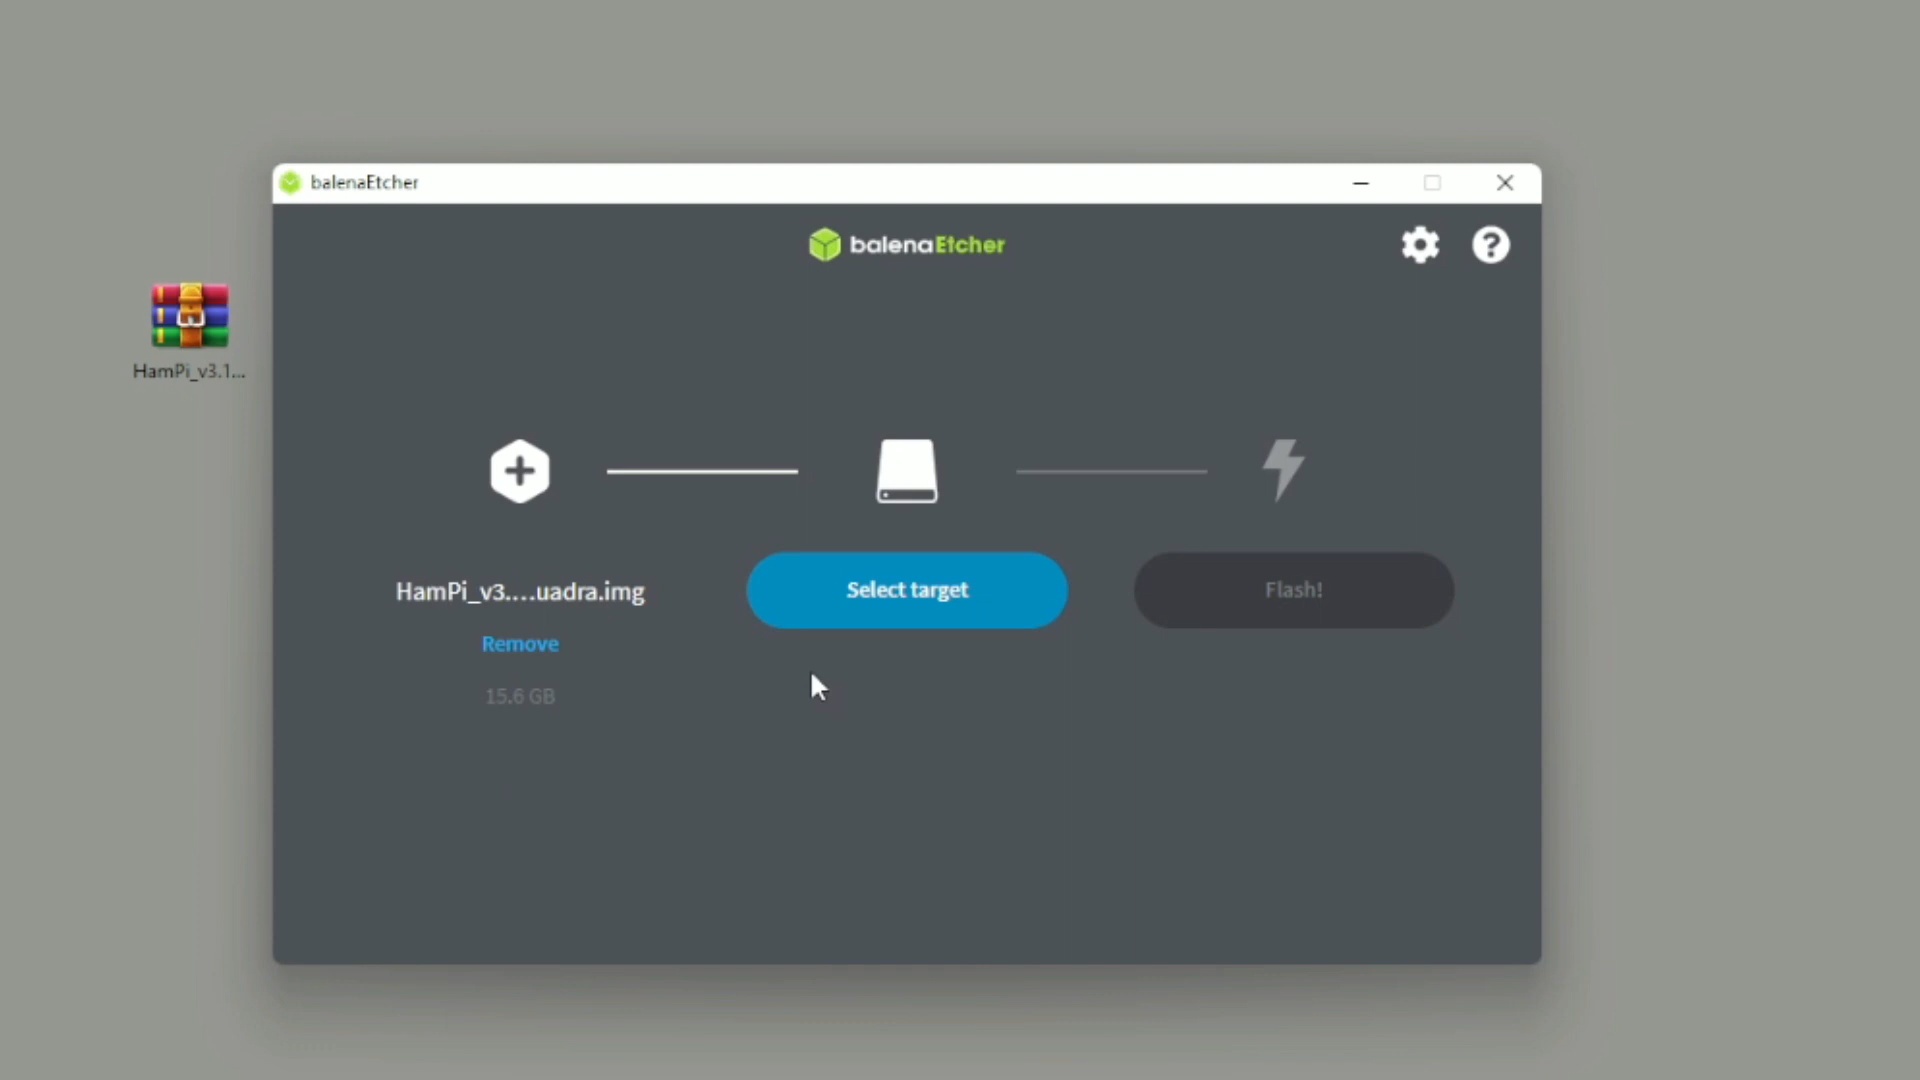 balenaEtcher
balenaEtcher
HamPi_v3.1...
HamPi_v3....uadra.img
Select target
Flash!
Remove
15.6 GB